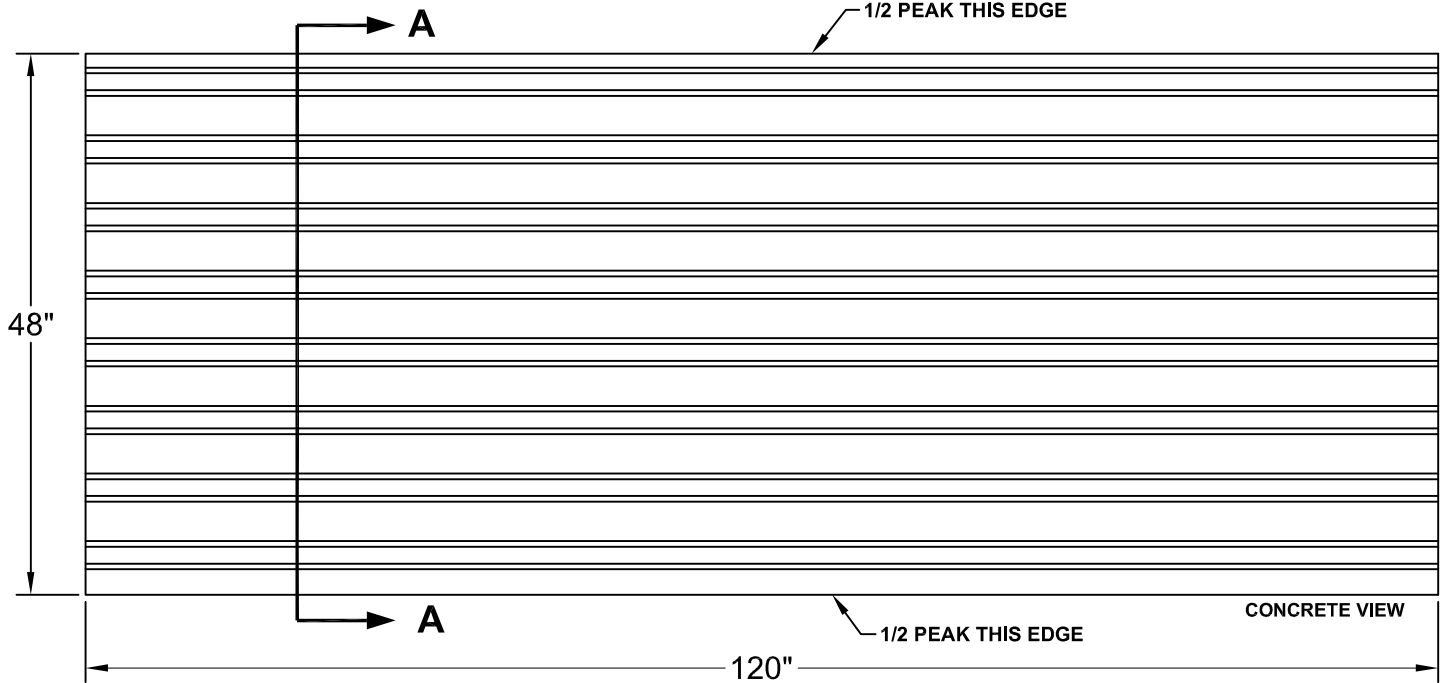 1/2 PEAK THIS EDGE
A
48"
A
1/2 PEAK THIS EDGE
CONCRETE VIEW
120"